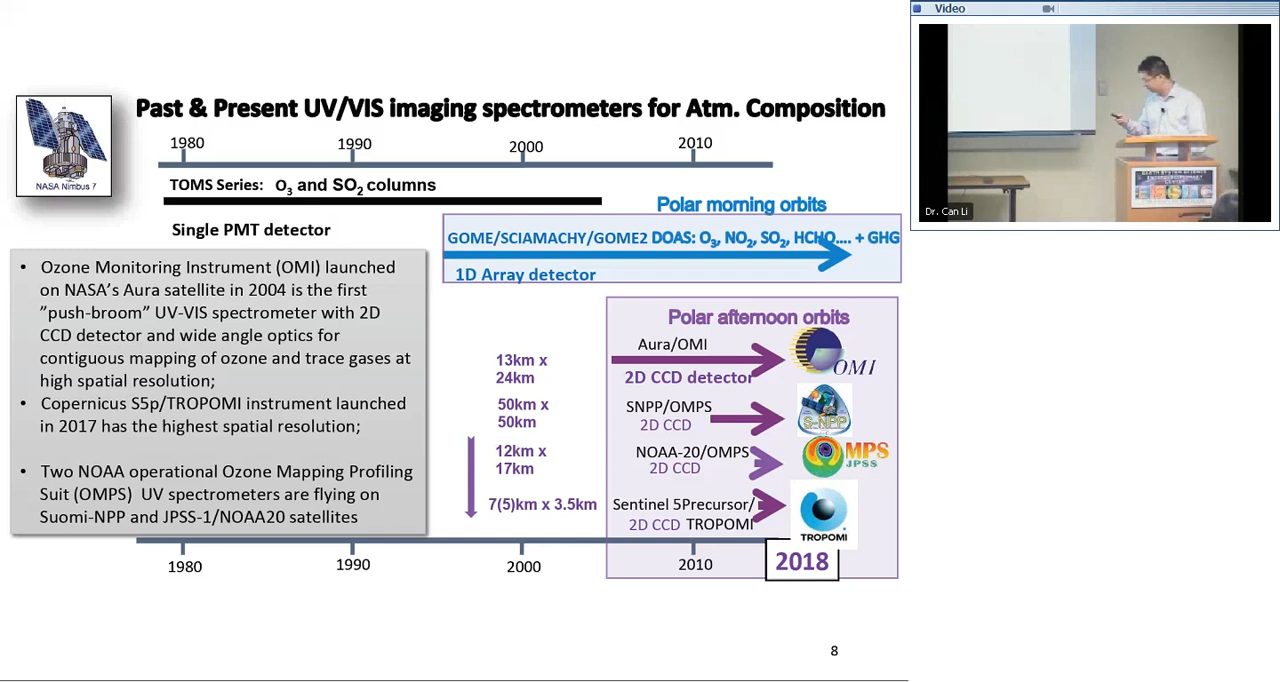 Video
Past & Present UV/VIS imaging spectrometers for Atm. Composition
NASA Nimbus 7
1980
1990
2000
2010
TOMS Series: O3 and SO2 columns
Single PMT detector
Polar morning orbits
GOME/SCIAMACHY/GOME2 DOAS: O3, NO2, SO2, HCHO.... + GHG
1D Array detector
• Ozone Monitoring Instrument (OMI) launched
on NASA's Aura satellite in 2004 is the first
"push-broom" UV-VIS spectrometer with 2D
CCD detector and wide angle optics for
contiguous mapping of ozone and trace gases at
high spatial resolution;
• Copernicus S5p/TROPOMI instrument launched
in 2017 has the highest spatial resolution;
• Two NOAA operational Ozone Mapping Profiling
Suit (OMPS) UV spectrometers are flying on
Suomi-NPP and JPSS-1/NOAA20 satellites
Polar afternoon orbits
13km x
24km
Aura/OMI
2D CCD detector
OMI
50km x
50km
SNPP/OMPS
2D CCD
S-NPP
12km x
17km
NOAA-20/OMPS
2D CCD
MPS
JPSS
7(5)km x 3.5km
Sentinel 5Precursor/
2D CCD TROPOMI
TROPOMI
1980
1990
2000
2010
2018
8
Dr. Can Li
EARTH SYSTEM SCIENCE
INTERDISCIPLINARY
CENTER